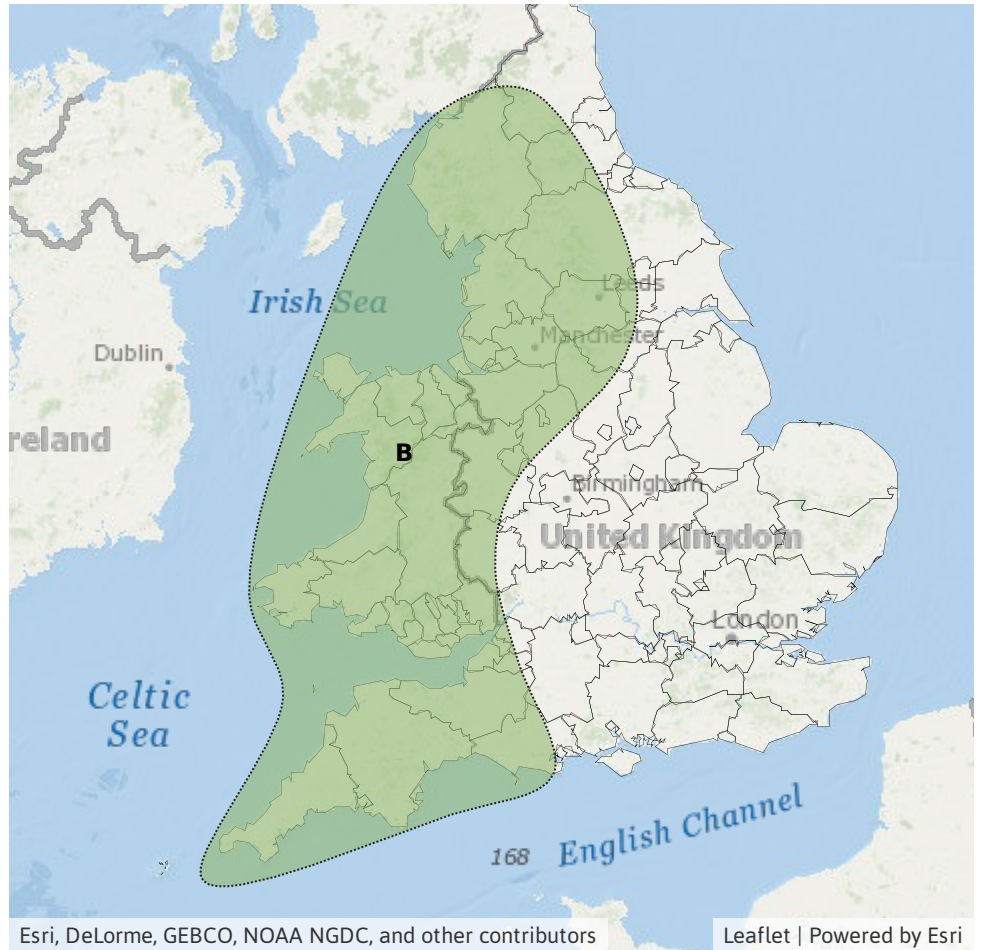 Irish Sea
Leeds
Manchester
Dublin
reland
B
Birmingham
United Kingdom
London
Celtic
Sea
168
English Channel
Esri, DeLorme, GEBCO, NOAA NGDC, and other contributors
Leaflet | Powered by Esri